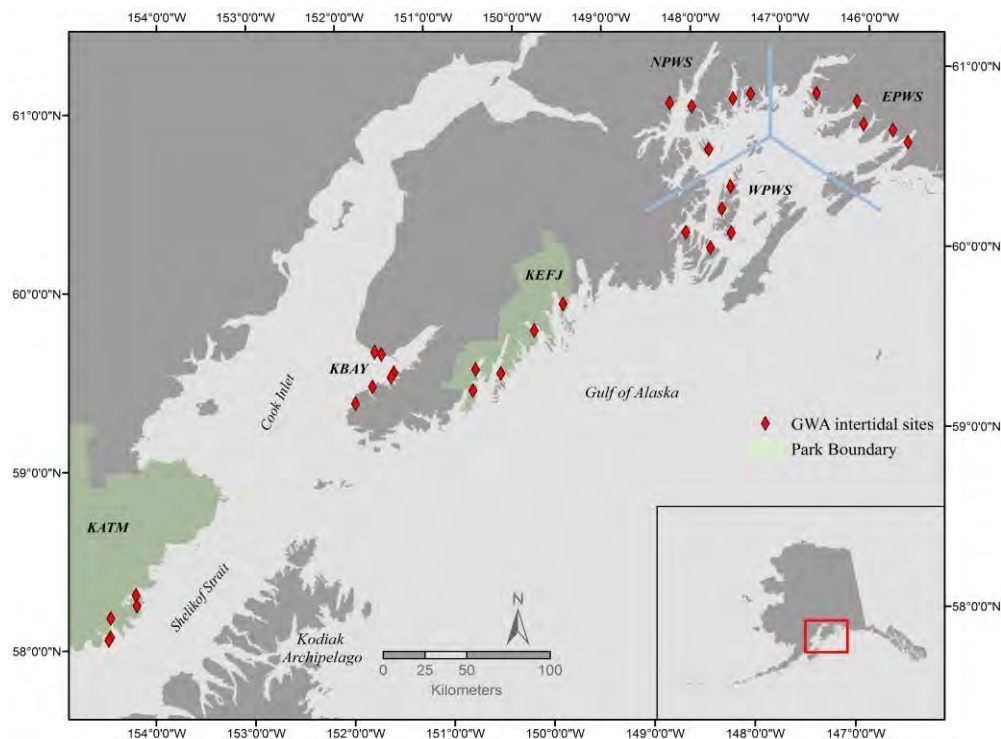 154°0'0"W 153°0'0"W 152°0'0"W 151°0'0"W 150°0'0"W 149°0'0"W 148°0'0"W 147°0'0"W 146°0'0"W
NPWS
61°0'0"N
EPWS
61°0'0"N
WPWS
60°0'0"N
KEFJ
60°0'0"N
KBAY
Cook Inlet
Gulf of Alaska
59°0'0"N
GWA intertidal sites
Park Boundary
59°0'0"N
KATM
Shelikof Strait
58°0'0"N
N
58°0'0"N
Kodiak
Archipelago
0 25 50 100
Kilometers
154°0'0"W 153°0'0"W 152°0'0"W 151°0'0"W 150°0'0"W 149°0'0"W 148°0'0"W 147°0'0"W